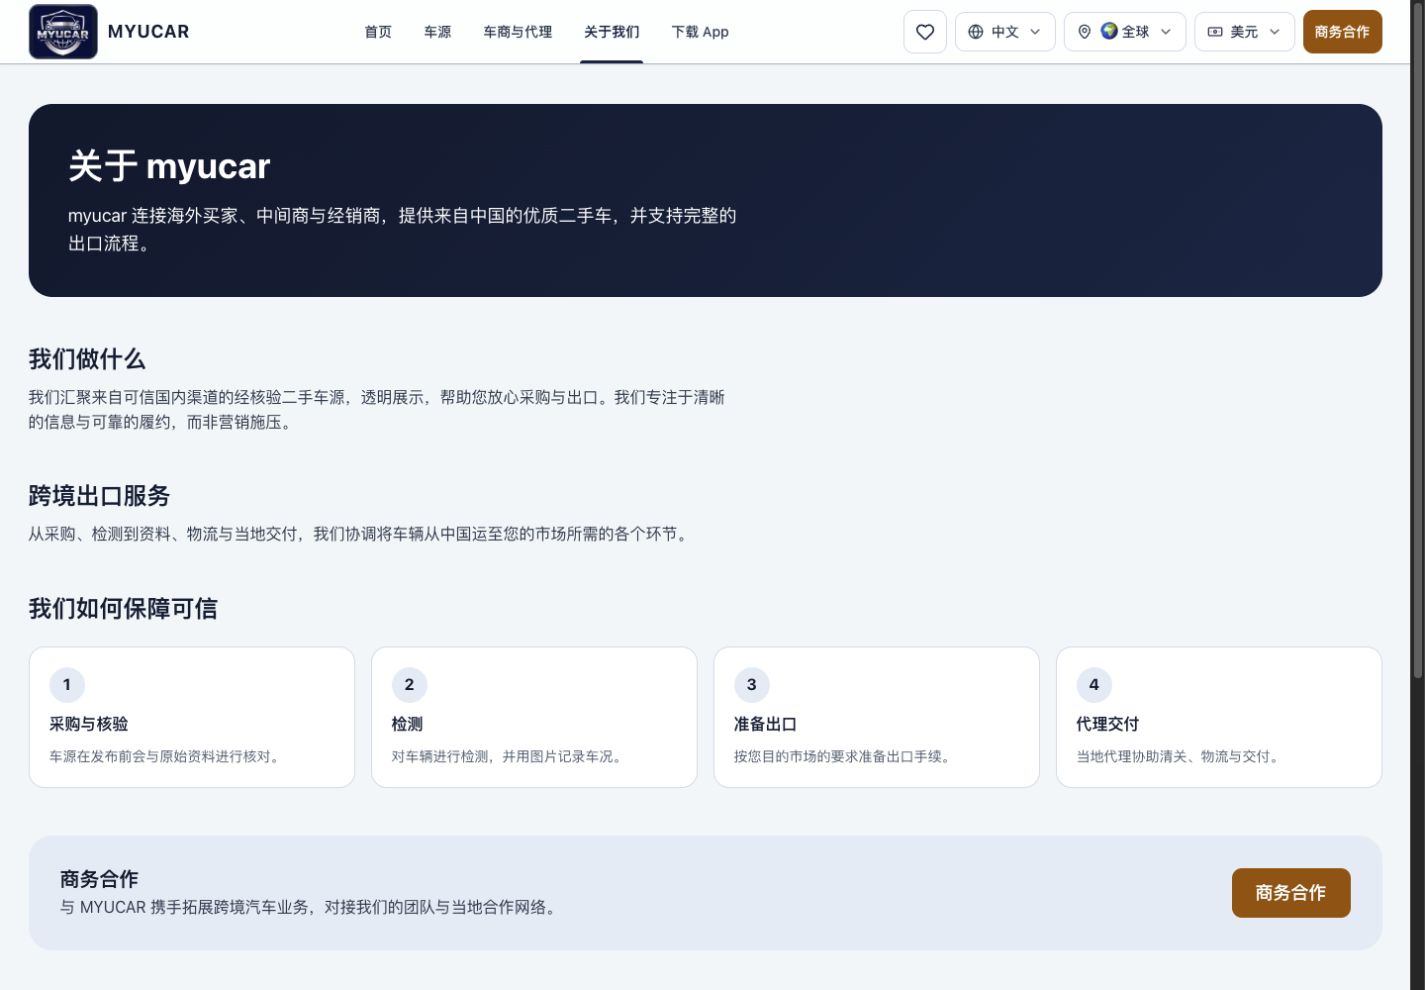 MYUCAR
MYUCAR
首页
车源
车商与代理
关于我们
下载 App
中文
全球
美元
商务合作
关于 myucar
myucar 连接海外买家、中间商与经销商，提供来自中国的优质二手车，并支持完整的
出口流程。
我们做什么
我们汇聚来自可信国内渠道的经核验二手车源，透明展示，帮助您放心采购与出口。我们专注于清晰
的信息与可靠的履约，而非营销施压。
跨境出口服务
从采购、检测到资料、物流与当地交付，我们协调将车辆从中国运至您的市场所需的各个环节。
我们如何保障可信
1
采购与核验
车源在发布前会与原始资料进行核对。
2
检测
对车辆进行检测，并用图片记录车况。
3
准备出口
按您目的市场的要求准备出口手续。
4
代理交付
当地代理协助清关、物流与交付。
商务合作
与 MYUCAR 携手拓展跨境汽车业务，对接我们的团队与当地合作网络。
商务合作